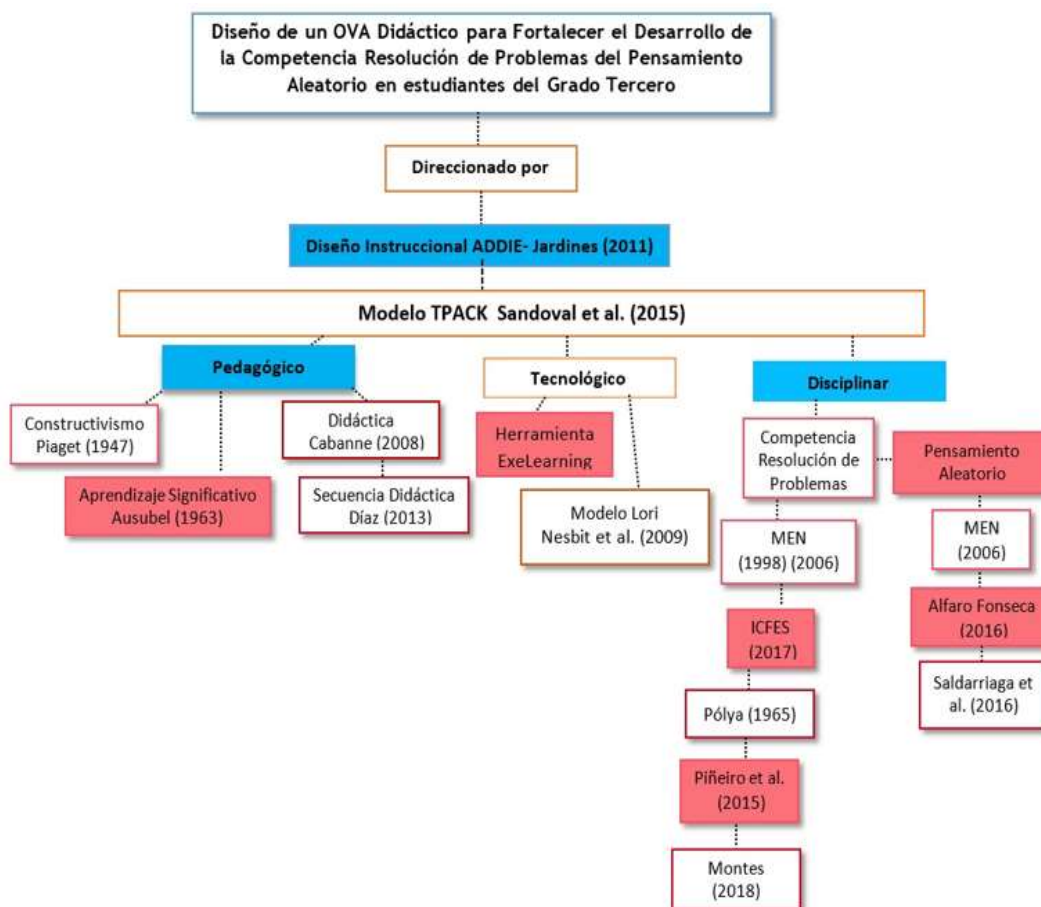 Diseño de un OVA Didáctico para Fortalecer el Desarrollo de
la Competencia Resolución de Problemas del Pensamiento
Aleatorio en estudiantes del Grado Tercero
Direccionado por
Diseño Instruccional ADDIE- Jardines (2011)
Modelo TPACK Sandoval et al. (2015)
Pedagógico
Constructivismo
Piaget (1947)
Aprendizaje Significativo
Ausubel (1963)
Didáctica
Cabanne (2008)
Secuencia Didáctica
Díaz (2013)
Tecnológico
Herramienta
ExeLearning
Modelo Lori
Nesbit et al. (2009)
Disciplinar
Competencia
Resolución de
Problemas
MEN
(1998) (2006)
ICFES
(2017)
Pólya (1965)
Piñeiro et al.
(2015)
Montes
(2018)
Pensamiento
Aleatorio
MEN
(2006)
Alfaro Fonseca
(2016)
Saldarriaga et
al. (2016)